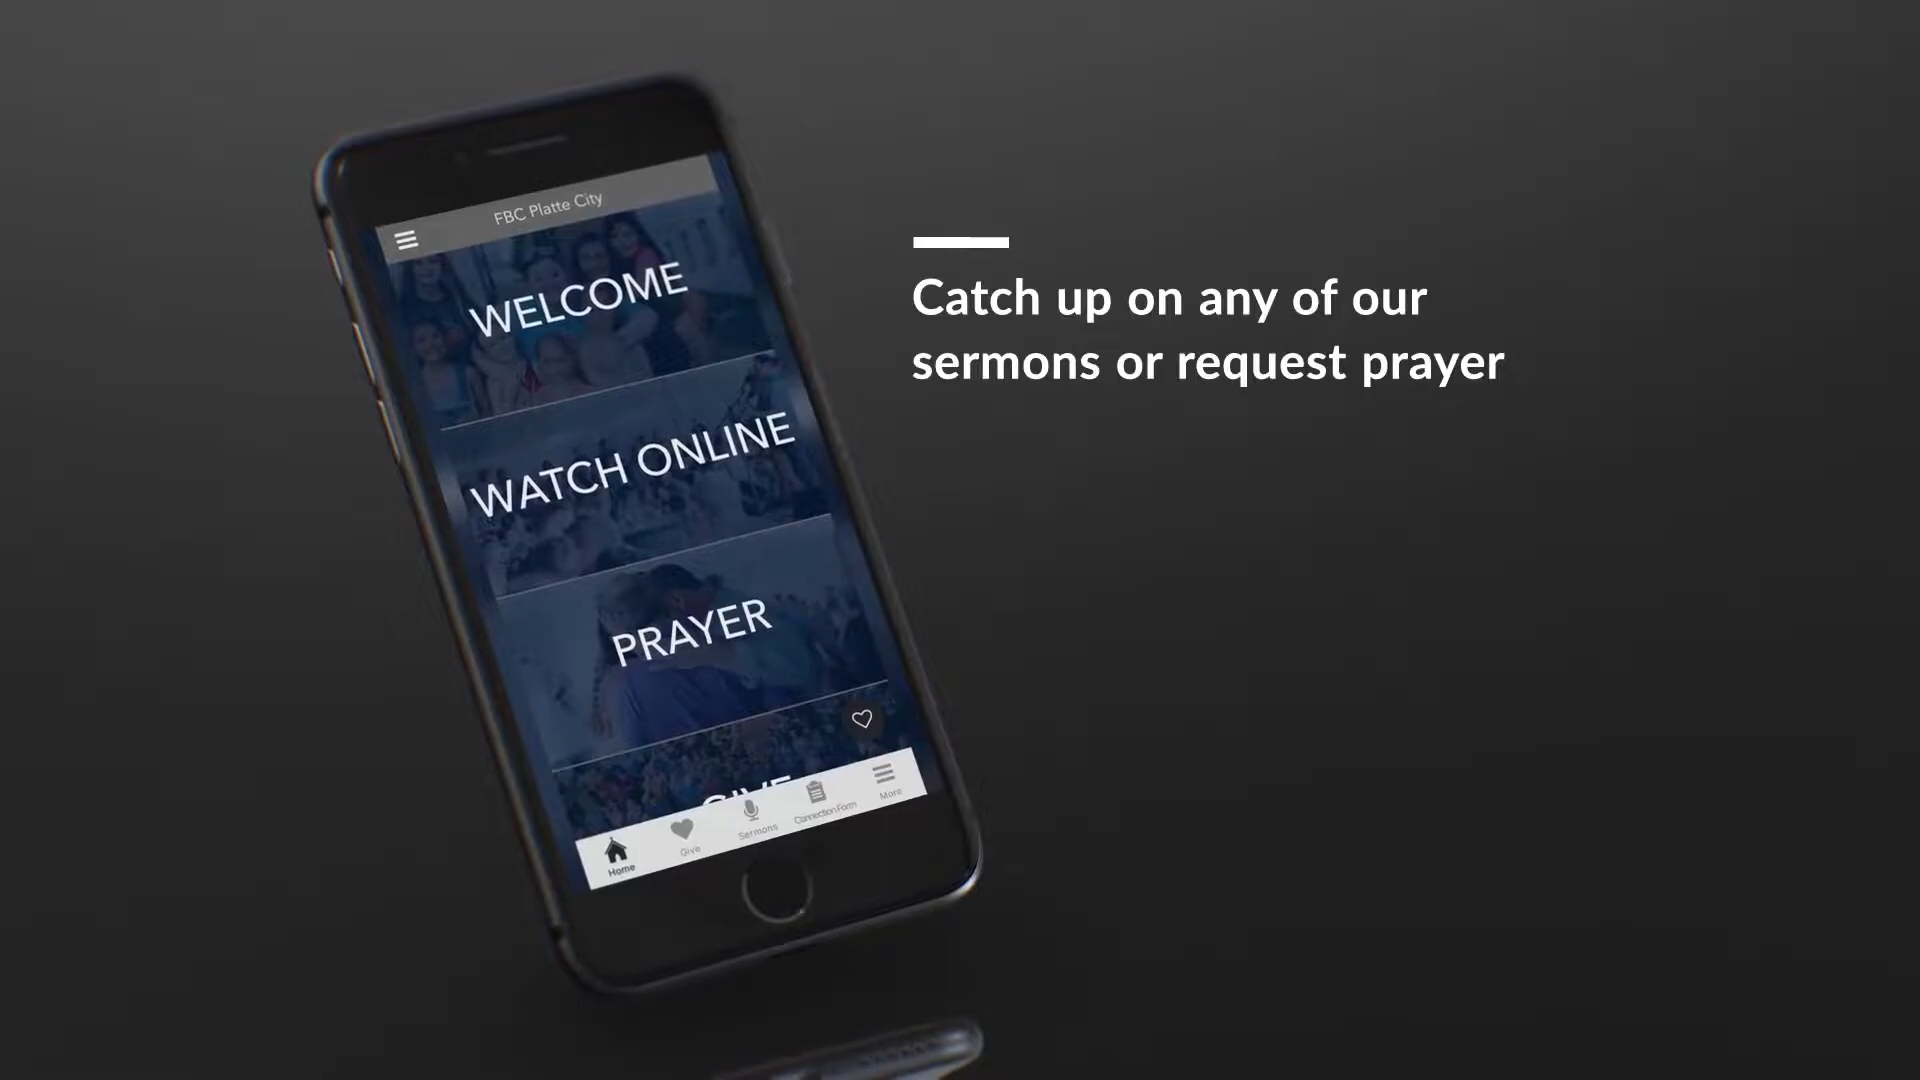 FBC Platte City
WELCOME
WATCH ONLINE
PRAYER
GIVE
Home
Give
Sermons
Connection Form
More
Catch up on any of our
sermons or request prayer